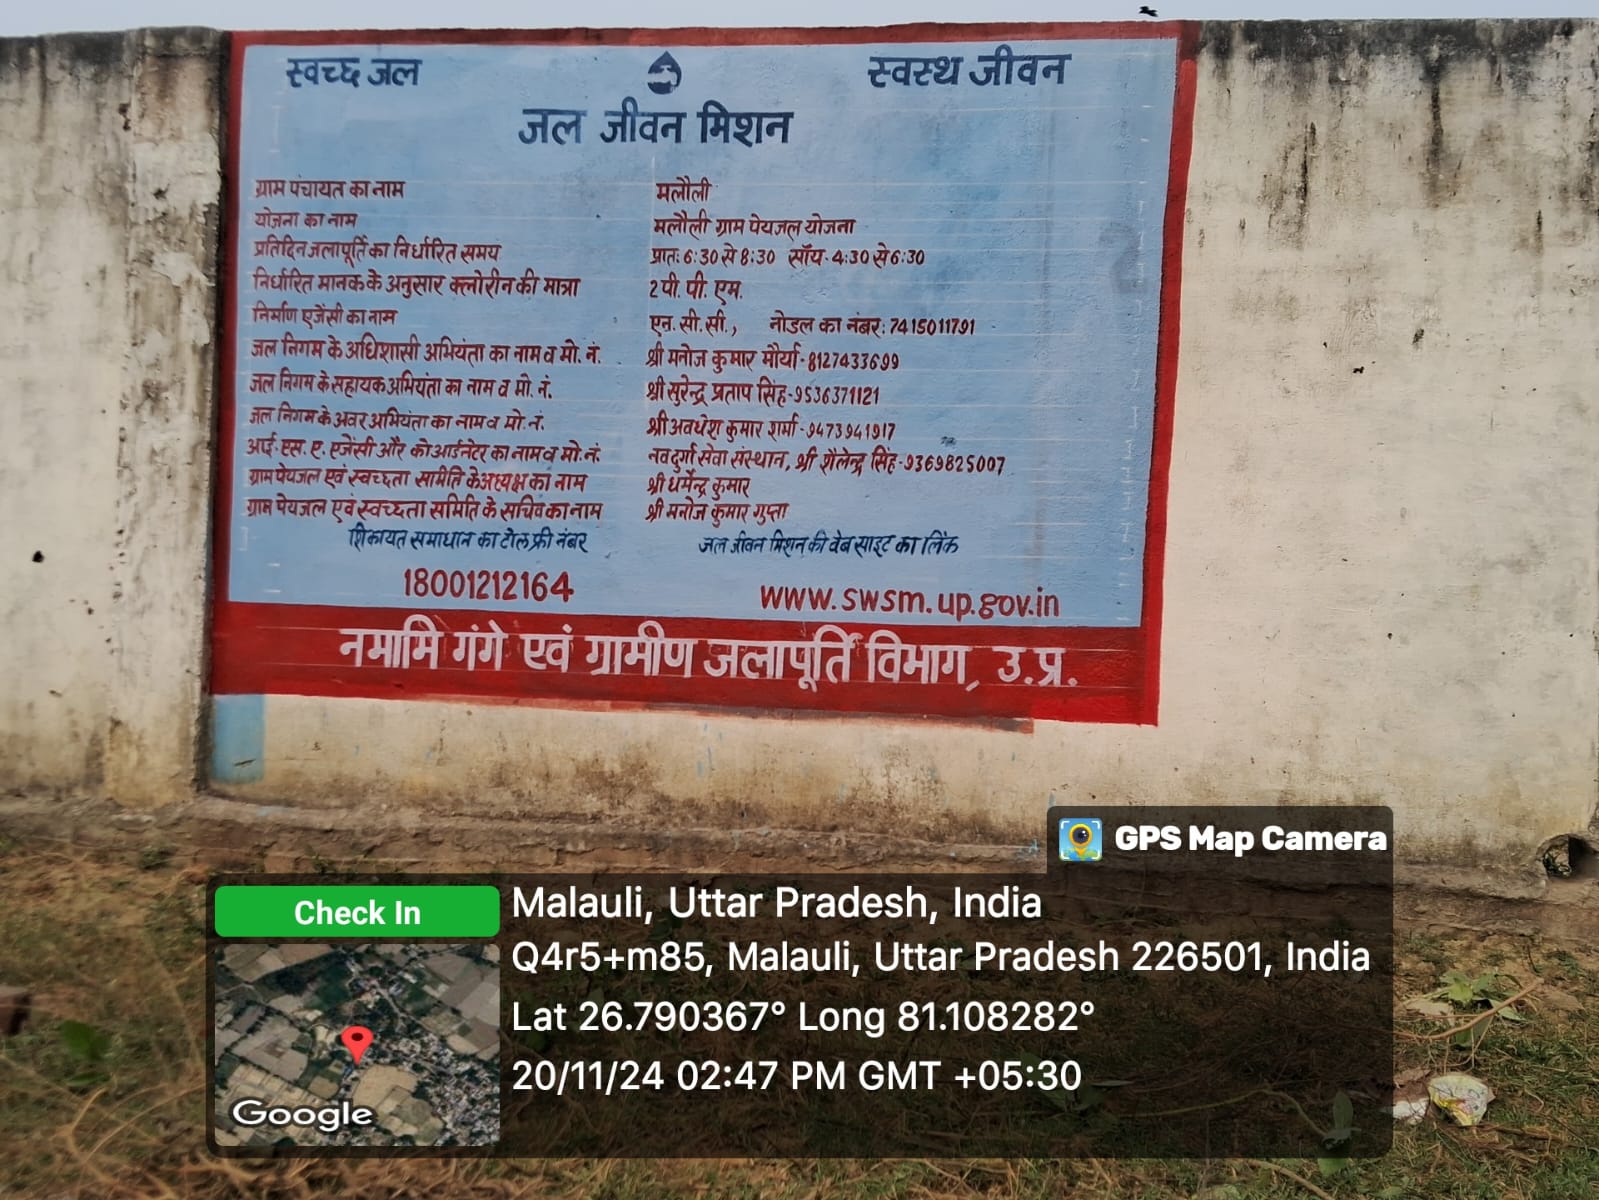 स्वच्छ जल
स्वस्थ जीवन
जल जीवन मिशन
ग्राम पंचायत का नाम मलौली
योजना का नाम मलौली ग्राम पेयजल योजना
प्रतिदिन जलापूर्ति का निर्धारित समय प्रातः 6:30 से 8:30 सॉय- 4:30 से 6:30
निर्धारित मानक के अनुसार क्लोरीन की मात्रा 2 पी. पी. एम.
निर्माण एजेंसी का नाम एन. सी. सी., नोडल का नंबर: 7415011791
जल निगम के अधिशासी अभियंता का नाम व मो. नं. श्री मनोज कुमार मौर्या- 8127433699
जल निगम के सहायक अभियंता का नाम व मो. नं. श्री सुरेन्द्र प्रताप सिंह-9536371121
जल निगम के अवर अभियंता का नाम व मो. नं. श्री अवधेश कुमार शर्मा-9473941917
आई- एस. ए. एजेंसी और कोआर्डनेटर का नाम व मो. नं. नव दुर्गा सेवा संस्थान, श्री शैलेन्द्र सिंह-9369825007
ग्राम पेयजल एवं स्वच्छता समिति के अध्यक्ष का नाम श्री धर्मेन्द्र कुमार
ग्राम पेयजल एवं स्वच्छता समिति के सचिव का नाम श्री मनोज कुमार गुप्ता
शिकायत समाधान का टोल फ्री नंबर जल जीवन मिशन की वेब साइट का लिंक
18001212164 www.swsm.up.gov.in
नमामि गंगे एवं ग्रामीण जलापूर्ति विभाग, उ.प्र.
GPS Map Camera
Check In
Malauli, Uttar Pradesh, India
Q4r5+m85, Malauli, Uttar Pradesh 226501, India
Lat 26.790367° Long 81.108282°
20/11/24 02:47 PM GMT +05:30
Google